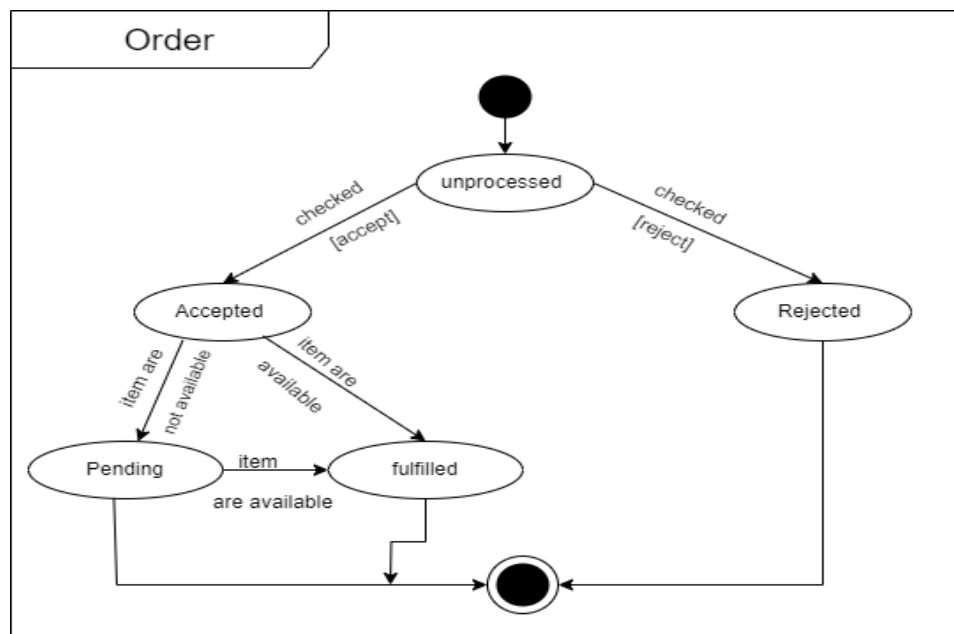 Order
unprocessed
checked
[accept]
checked
[reject]
Accepted
Rejected
item are
not available
item are
available
Pending
item
are available
fulfilled